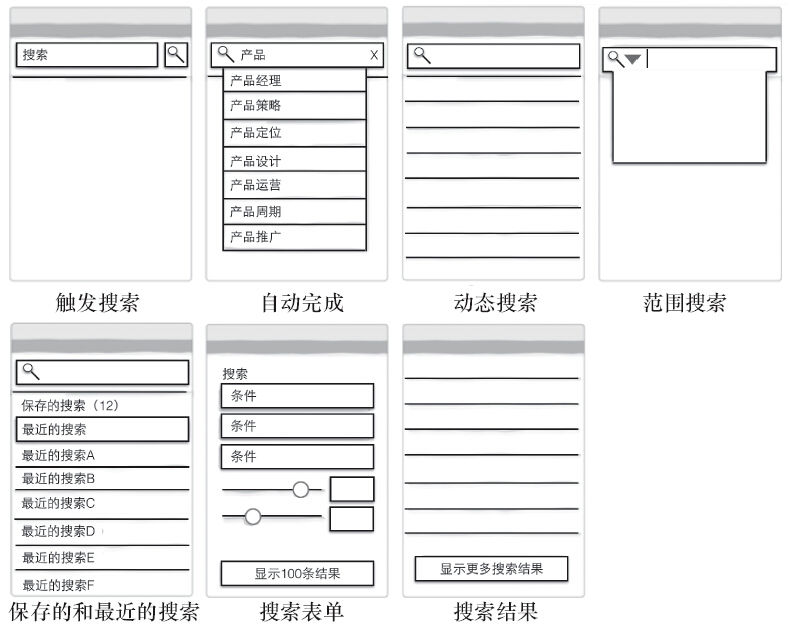 搜索
触发搜索
产品 X
产品经理
产品策略
产品定位
产品设计
产品运营
产品周期
产品推广
自动完成
动态搜索
范围搜索
保存的搜索（12）
最近的搜索
最近的搜索A
最近的搜索B
最近的搜索C
最近的搜索D
最近的搜索E
最近的搜索F
保存的和最近的搜索
搜索
条件
条件
条件
显示100条结果
搜索表单
显示更多搜索结果
搜索结果